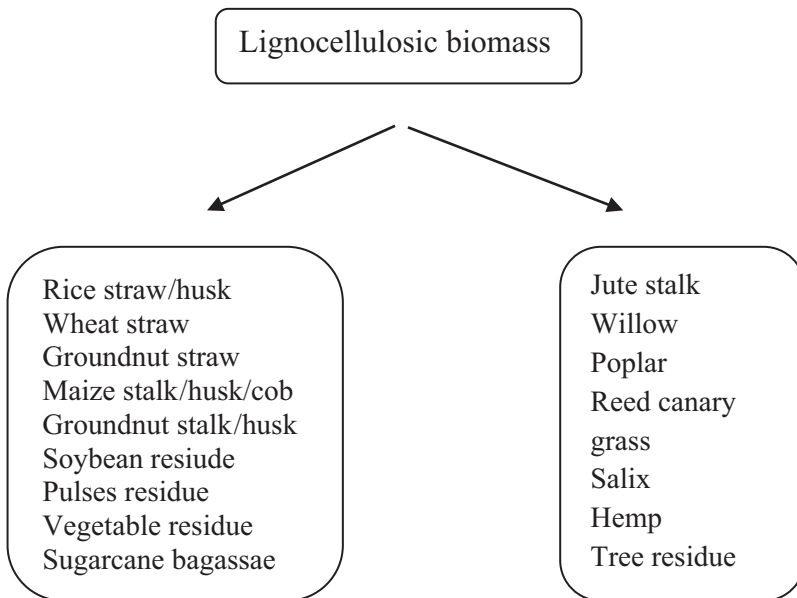 Lignocellulosic biomass
Rice straw/husk
Wheat straw
Groundnut straw
Maize stalk/husk/cob
Groundnut stalk/husk
Soybean resiude
Pulses residue
Vegetable residue
Sugarcane bagassae
Jute stalk
Willow
Poplar
Reed canary
grass
Salix
Hemp
Tree residue